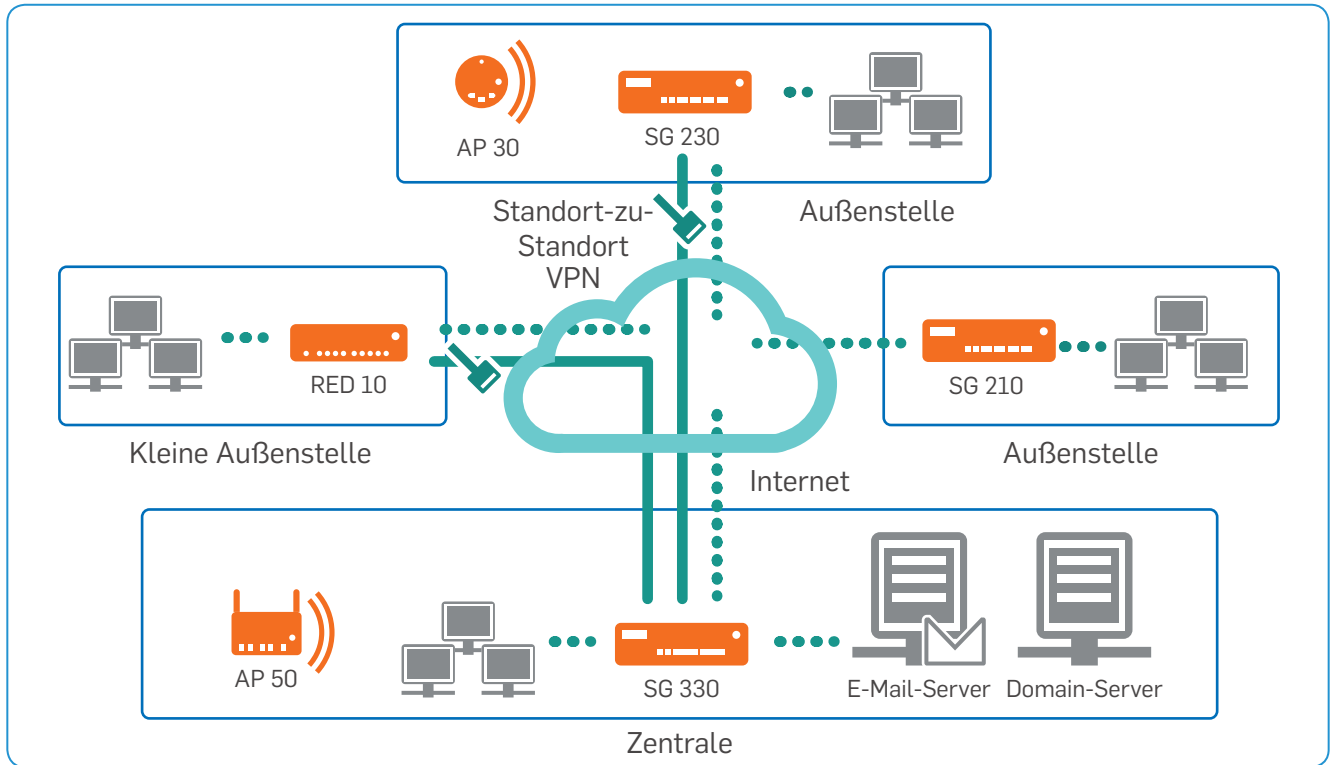 AP 30
SG 230
Standort-zu-
Standort
VPN
Außenstelle
RED 10
Kleine Außenstelle
SG 210
Außenstelle
Internet
AP 50
SG 330
E-Mail-Server
Domain-Server
Zentrale